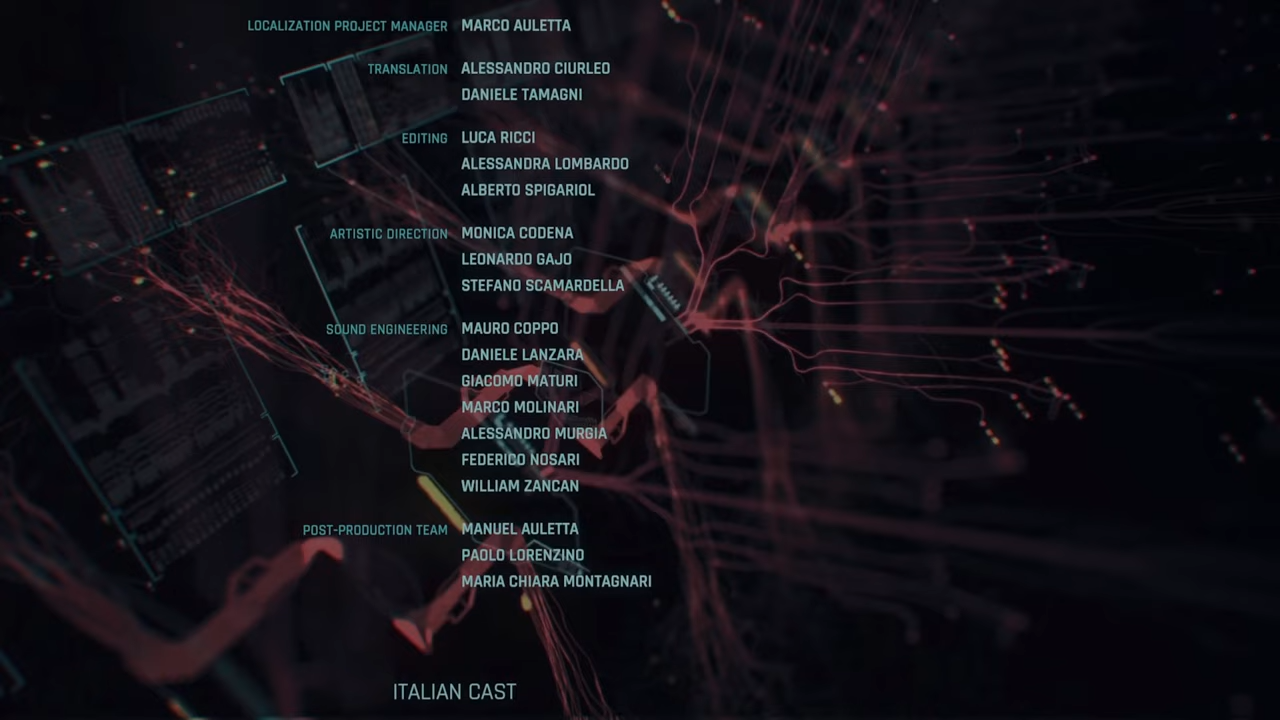 LOCALIZATION PROJECT MANAGER MARCO AULETTA
TRANSLATION ALESSANDRO CIURLEO
DANIELE TAMAGNI
EDITING LUCA RICCI
ALESSANDRA LOMBARDO
ALBERTO SPIGARIOL
ARTISTIC DIRECTION MONICA CODENA
LEONARDO GAJO
STEFANO SCAMARDELLA
SOUND ENGINEERING MAURO COPPO
DANIELE LANZARA
GIACOMO MATURI
MARCO MOLINARI
ALESSANDRO MURGIA
FEDERICO NOSARI
WILLIAM ZANCAN
POST-PRODUCTION TEAM MANUEL AULETTA
PAOLO LORENZINO
MARIA CHIARA MONTAGNARI
ITALIAN CAST